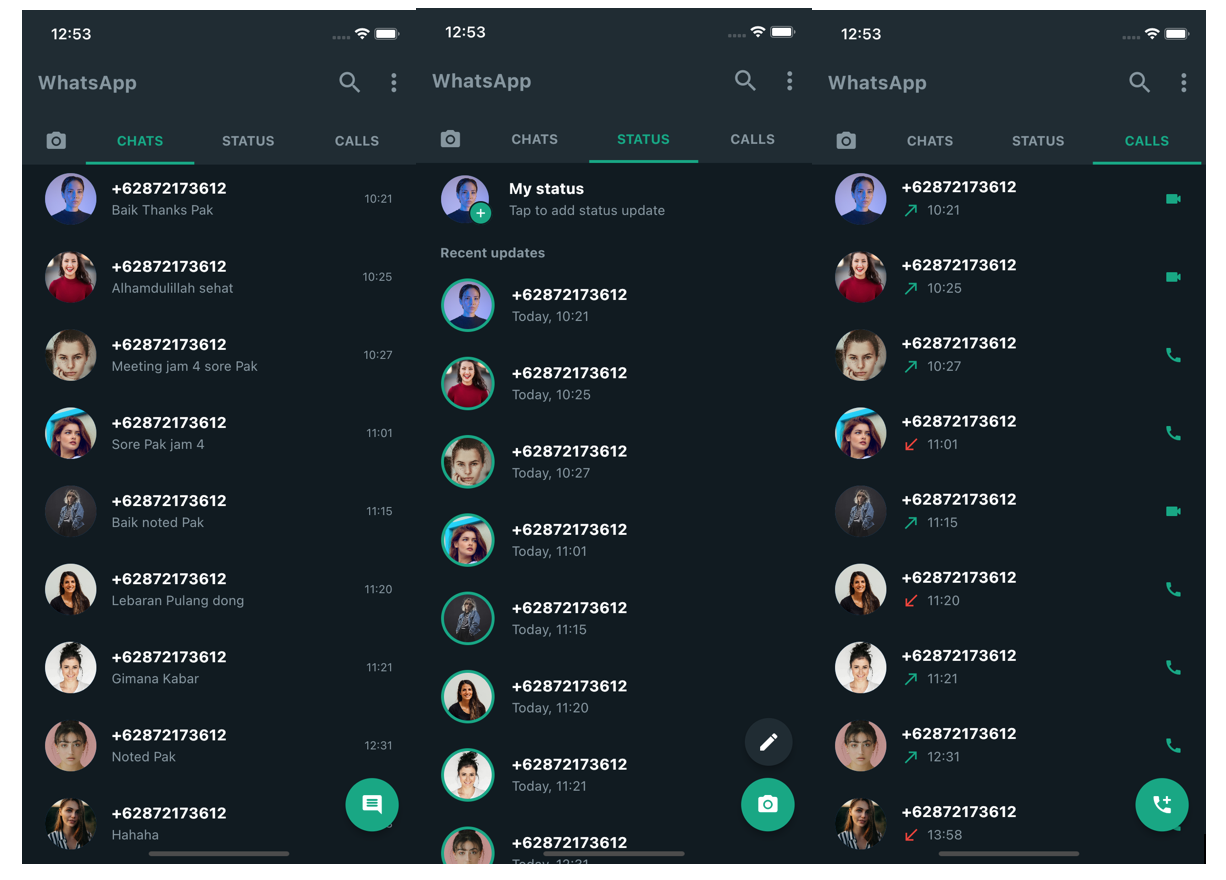 12:53
WhatsApp
CHATS STATUS CALLS
+62872173612
Baik Thanks Pak
10:21
+62872173612
Alhamdulillah sehat
10:25
+62872173612
Meeting jam 4 sore Pak
10:27
+62872173612
Sore Pak jam 4
11:01
+62872173612
Baik noted Pak
11:15
+62872173612
Lebaran Pulang dong
11:20
+62872173612
Gimana Kabar
11:21
+62872173612
Noted Pak
12:31
+62872173612
Hahaha
12:53
WhatsApp
CHATS STATUS CALLS
My status
Tap to add status update
Recent updates
+62872173612
Today, 10:21
+62872173612
Today, 10:25
+62872173612
Today, 10:27
+62872173612
Today, 11:01
+62872173612
Today, 11:15
+62872173612
Today, 11:20
+62872173612
Today, 11:21
+62872173612
Today, 12:31
12:53
WhatsApp
CHATS STATUS CALLS
+62872173612
10:21
+62872173612
10:25
+62872173612
10:27
+62872173612
11:01
+62872173612
11:15
+62872173612
11:20
+62872173612
11:21
+62872173612
12:31
+62872173612
13:58